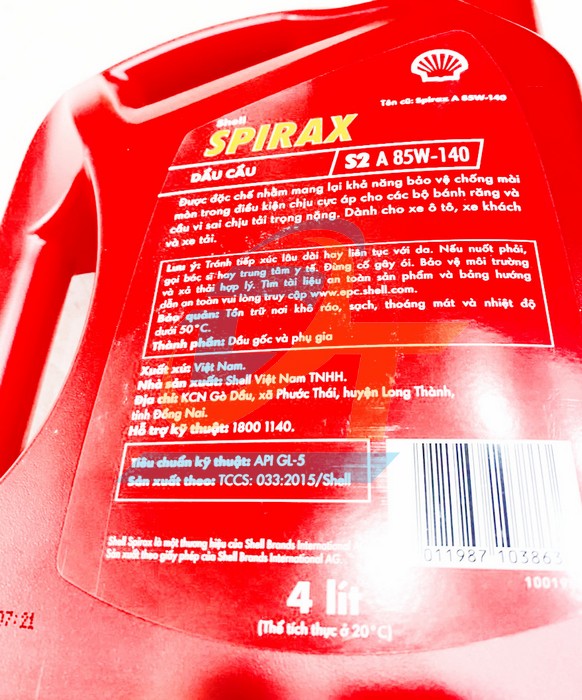 Tên cũ: Spirax A 85W-140
Shell
SPIRAX
S2 A 85W-140
DẦU CẦU
Được đặc chế nhằm mang lại khả năng bảo vệ chống mài
mòn trong điều kiện chịu cực áp cho các bộ bánh răng và
cầu vi sai chịu tải trọng nặng. Dành cho xe ô tô, xe khách
và xe tải.
Lưu ý: Tránh tiếp xúc lâu dài hay liên tục với da. Nếu nuốt phải,
gọi bác sĩ hay trung tâm y tế. Đừng cố gây ói. Bảo vệ môi trường
và xả thải hợp lý. Tìm tài liệu an toàn sản phẩm và bảng hướng
dẫn an toàn vui lòng truy cập www.epc.shell.com.
Bảo quản: Tồn trữ nơi khô ráo, sạch, thoáng mát và nhiệt độ
dưới 50°C.
Thành phần: Dầu gốc và phụ gia
Xuất xứ: Việt Nam.
Nhà sản xuất: Shell Việt Nam TNHH.
Địa chỉ: KCN Gò Dầu, xã Phước Thái, huyện Long Thành,
tỉnh Đồng Nai.
Hỗ trợ kỹ thuật: 1800 1140.
Tiêu chuẩn kỹ thuật: API GL-5
Sản xuất theo: TCCS: 033:2015/Shell
Shell Spirax là một thương hiệu của Shell Brands International
Sản xuất theo giấy phép của Shell Brands International AG
011987 103863
1001
4 lít
(Thể tích thực ở 20°C)
07:21